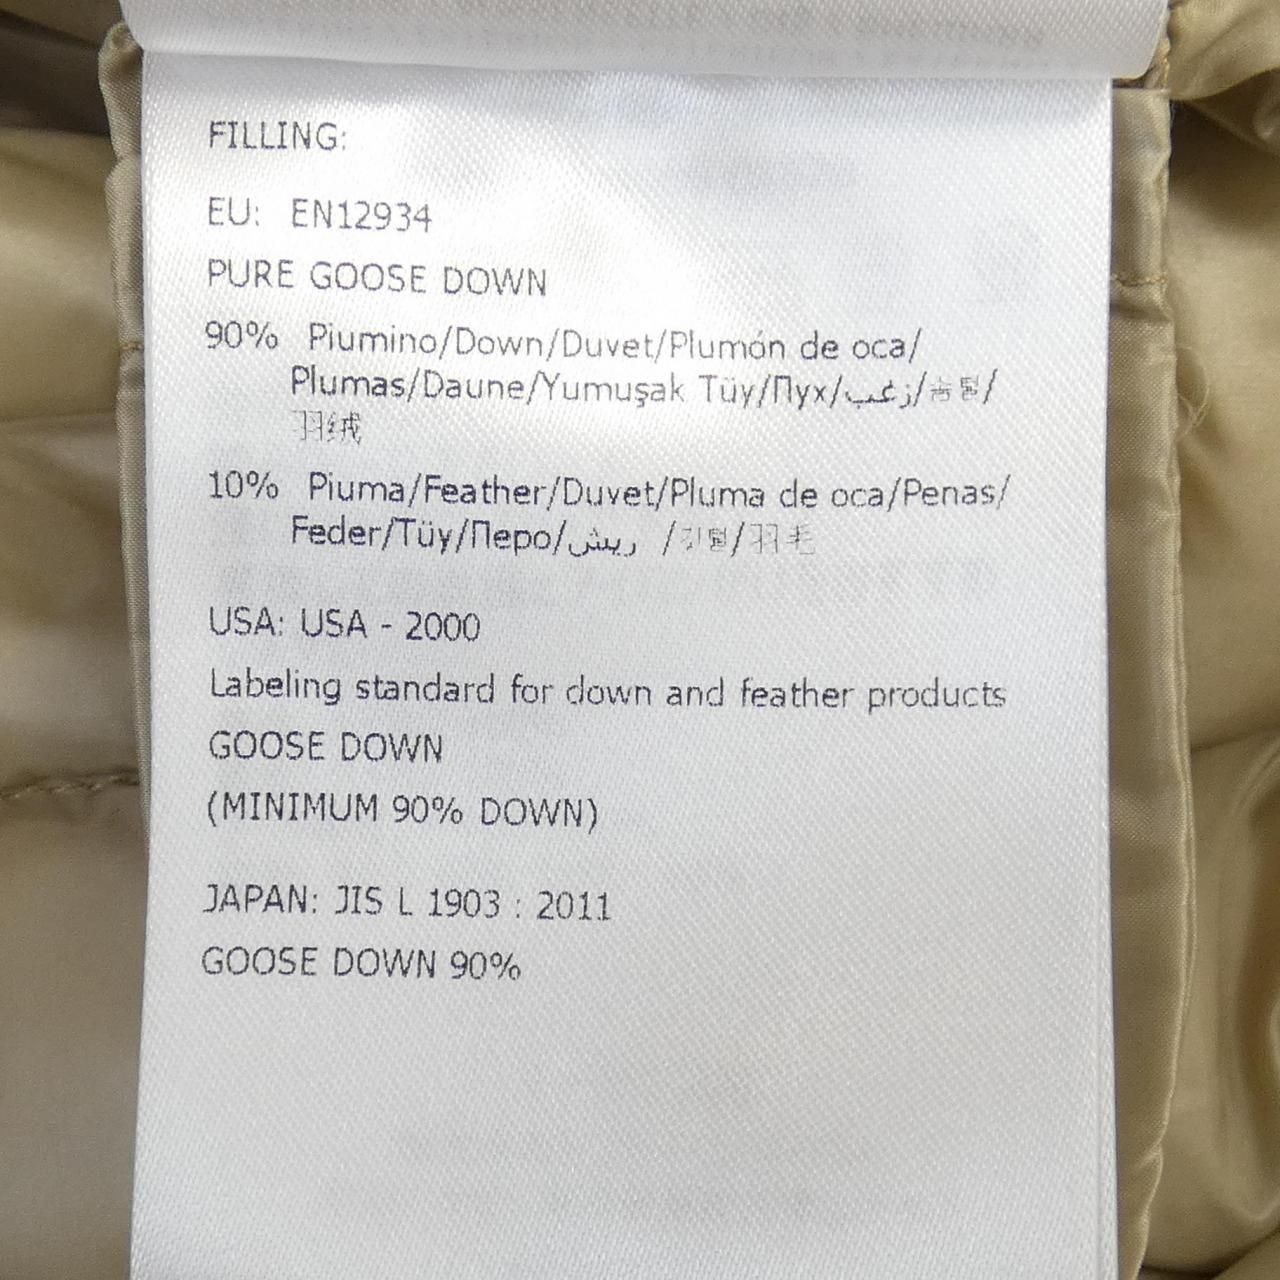 FILLING:
EU: EN12934
PURE GOOSE DOWN
90% Piumino/Down/Duvet/Plumón de oca/
Plumas/Daune/Yumuşak Tüy/Пух/زغب/솜털/
羽绒
10% Piuma/Feather/Duvet/Pluma de oca/Penas/
Feder/Tüy/Перо/ريش /깃털/羽毛
USA: USA - 2000
Labeling standard for down and feather products
GOOSE DOWN
(MINIMUM 90% DOWN)
JAPAN: JIS L 1903 : 2011
GOOSE DOWN 90%